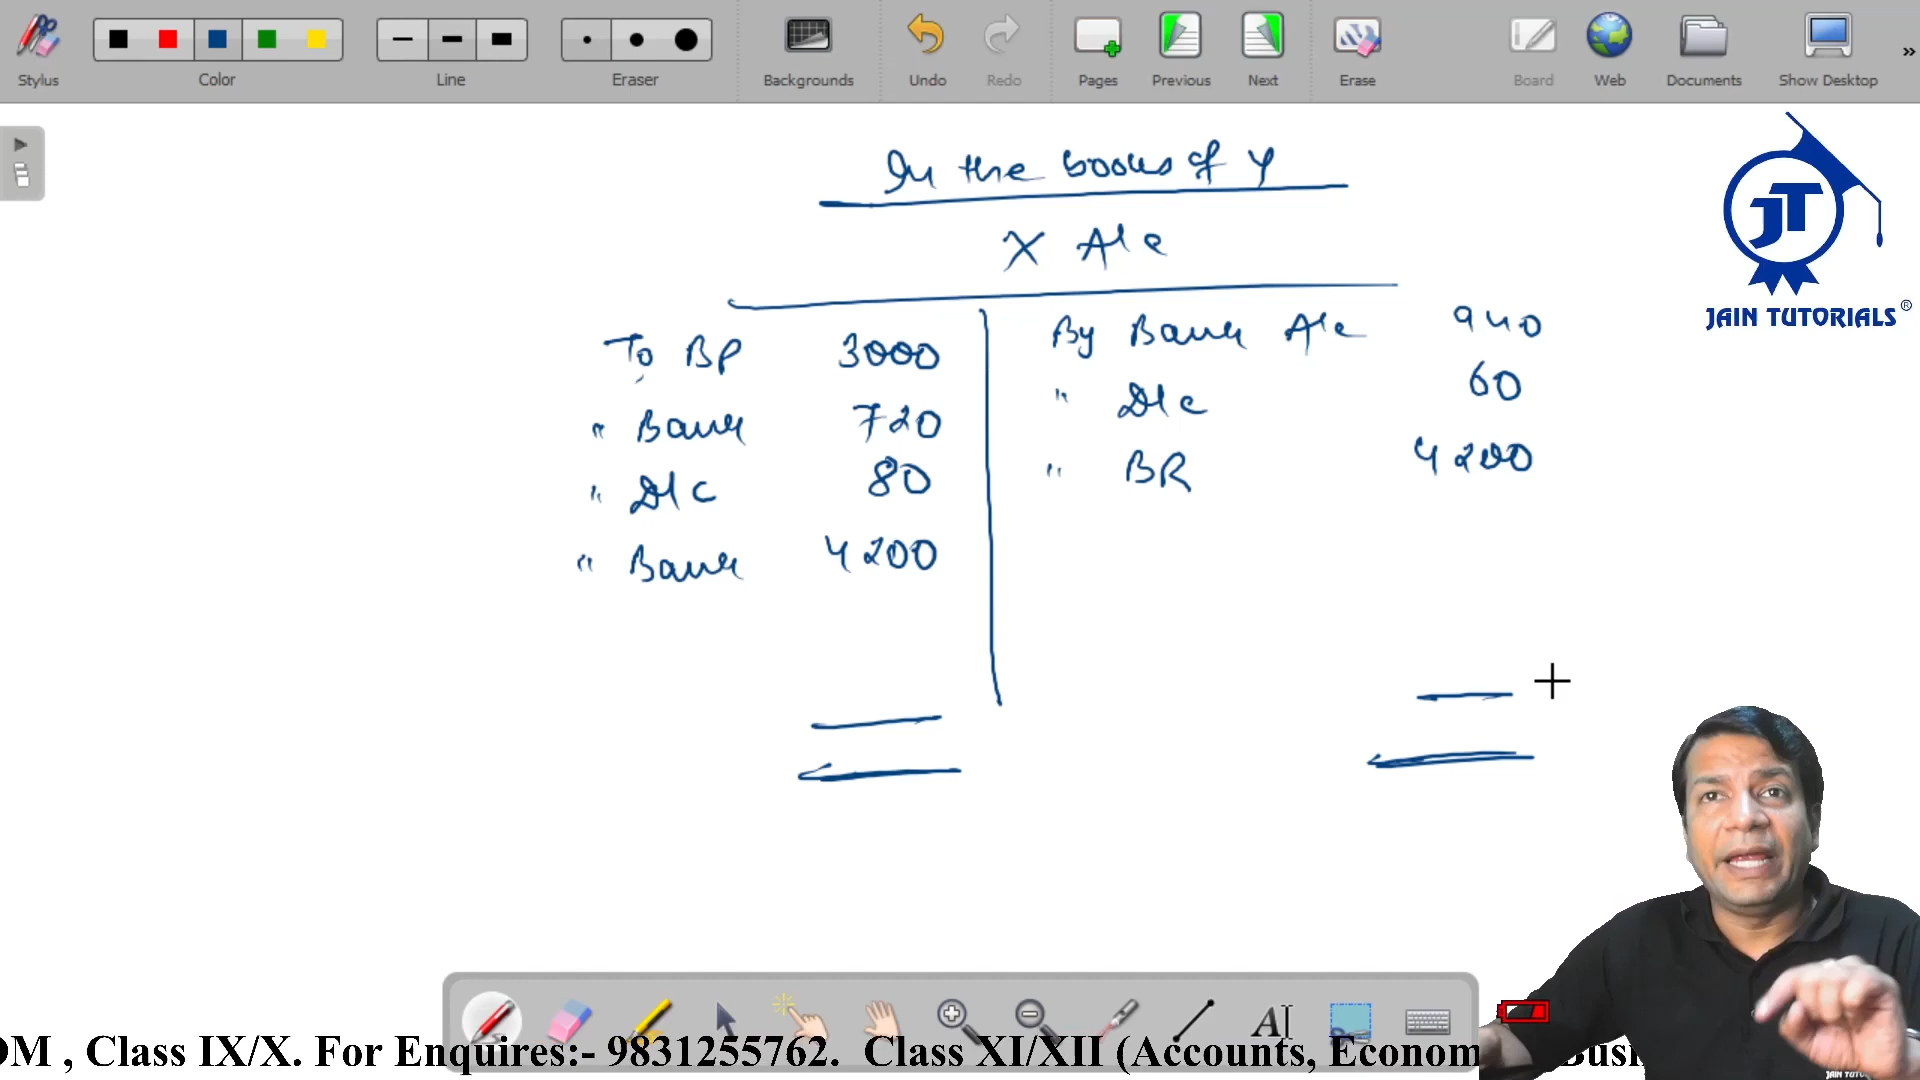 Stylus
Color
Line
Eraser
Backgrounds
Undo
Redo
Pages
Previous
Next
Erase
Board
Web
Documents
Show Desktop
»
In the books of Y
X A/c
To BP 3000
" Bank 720
" D/c 80
" Bank 4200
By Bank A/c 940
" D/c 60
" BR 4200
JT
JAIN TUTORIALS®
OM , Class IX/X. For Enquires:- 9831255762. Class XI/XII (Accounts, Econom